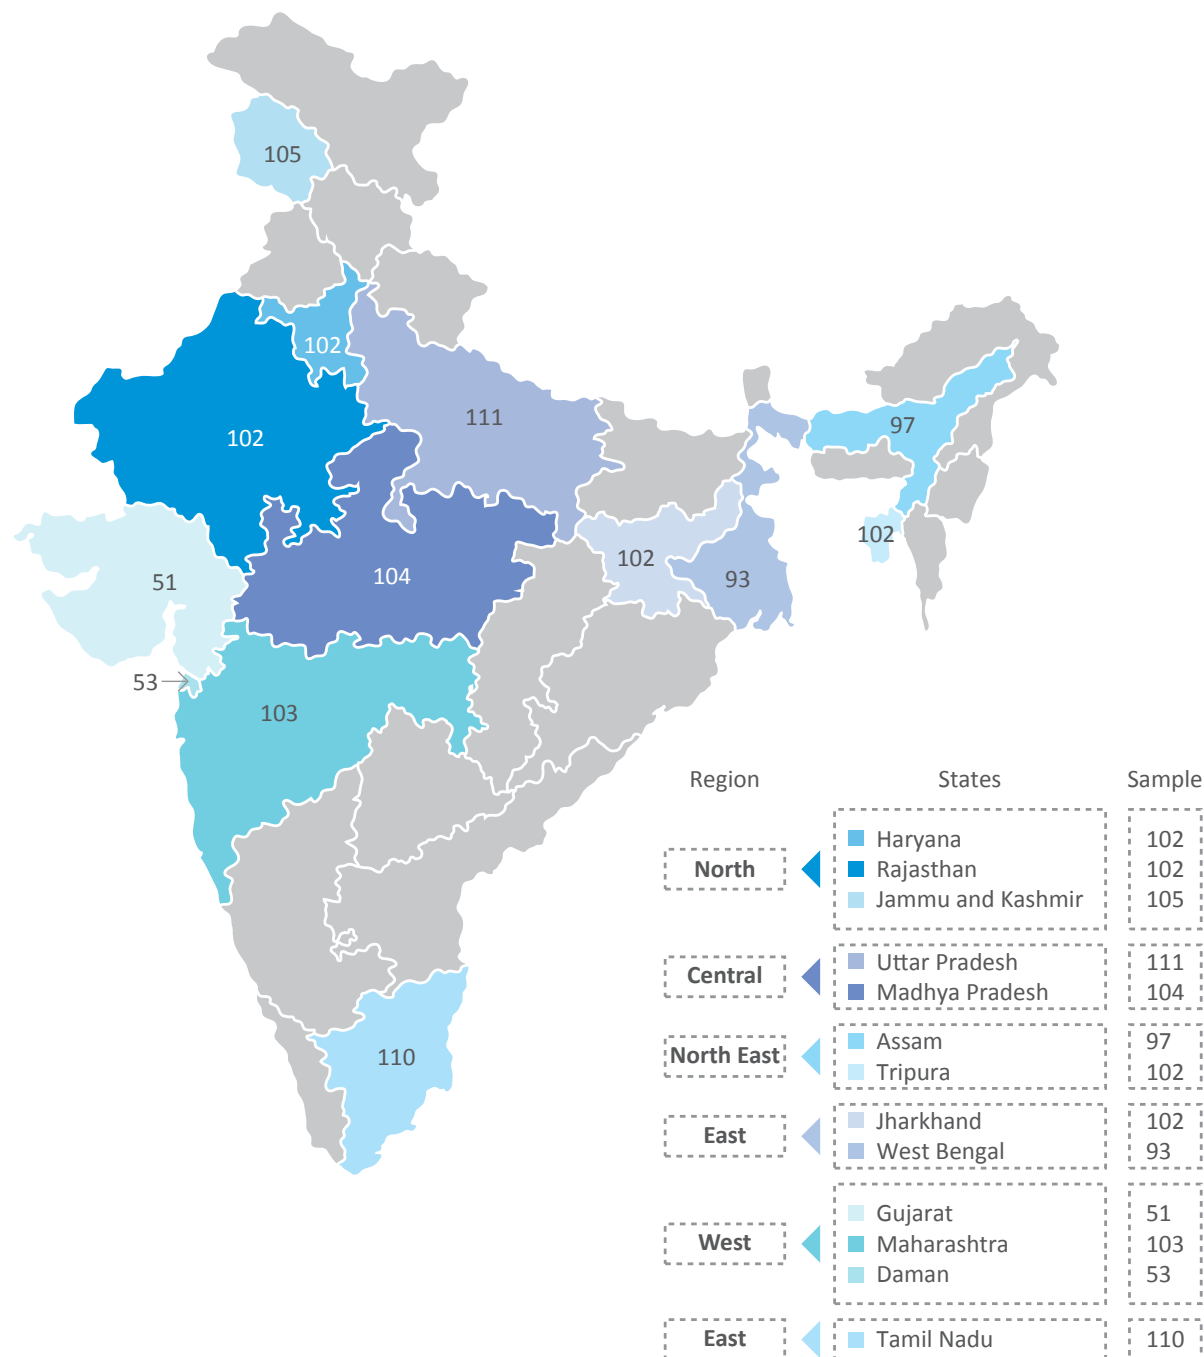 105
102
102
111
97
102
51
104
102
93
53
103
110
Region States Sample
North
Haryana 102
Rajasthan 102
Jammu and Kashmir 105
Central
Uttar Pradesh 111
Madhya Pradesh 104
North East
Assam 97
Tripura 102
East
Jharkhand 102
West Bengal 93
West
Gujarat 51
Maharashtra 103
Daman 53
East
Tamil Nadu 110